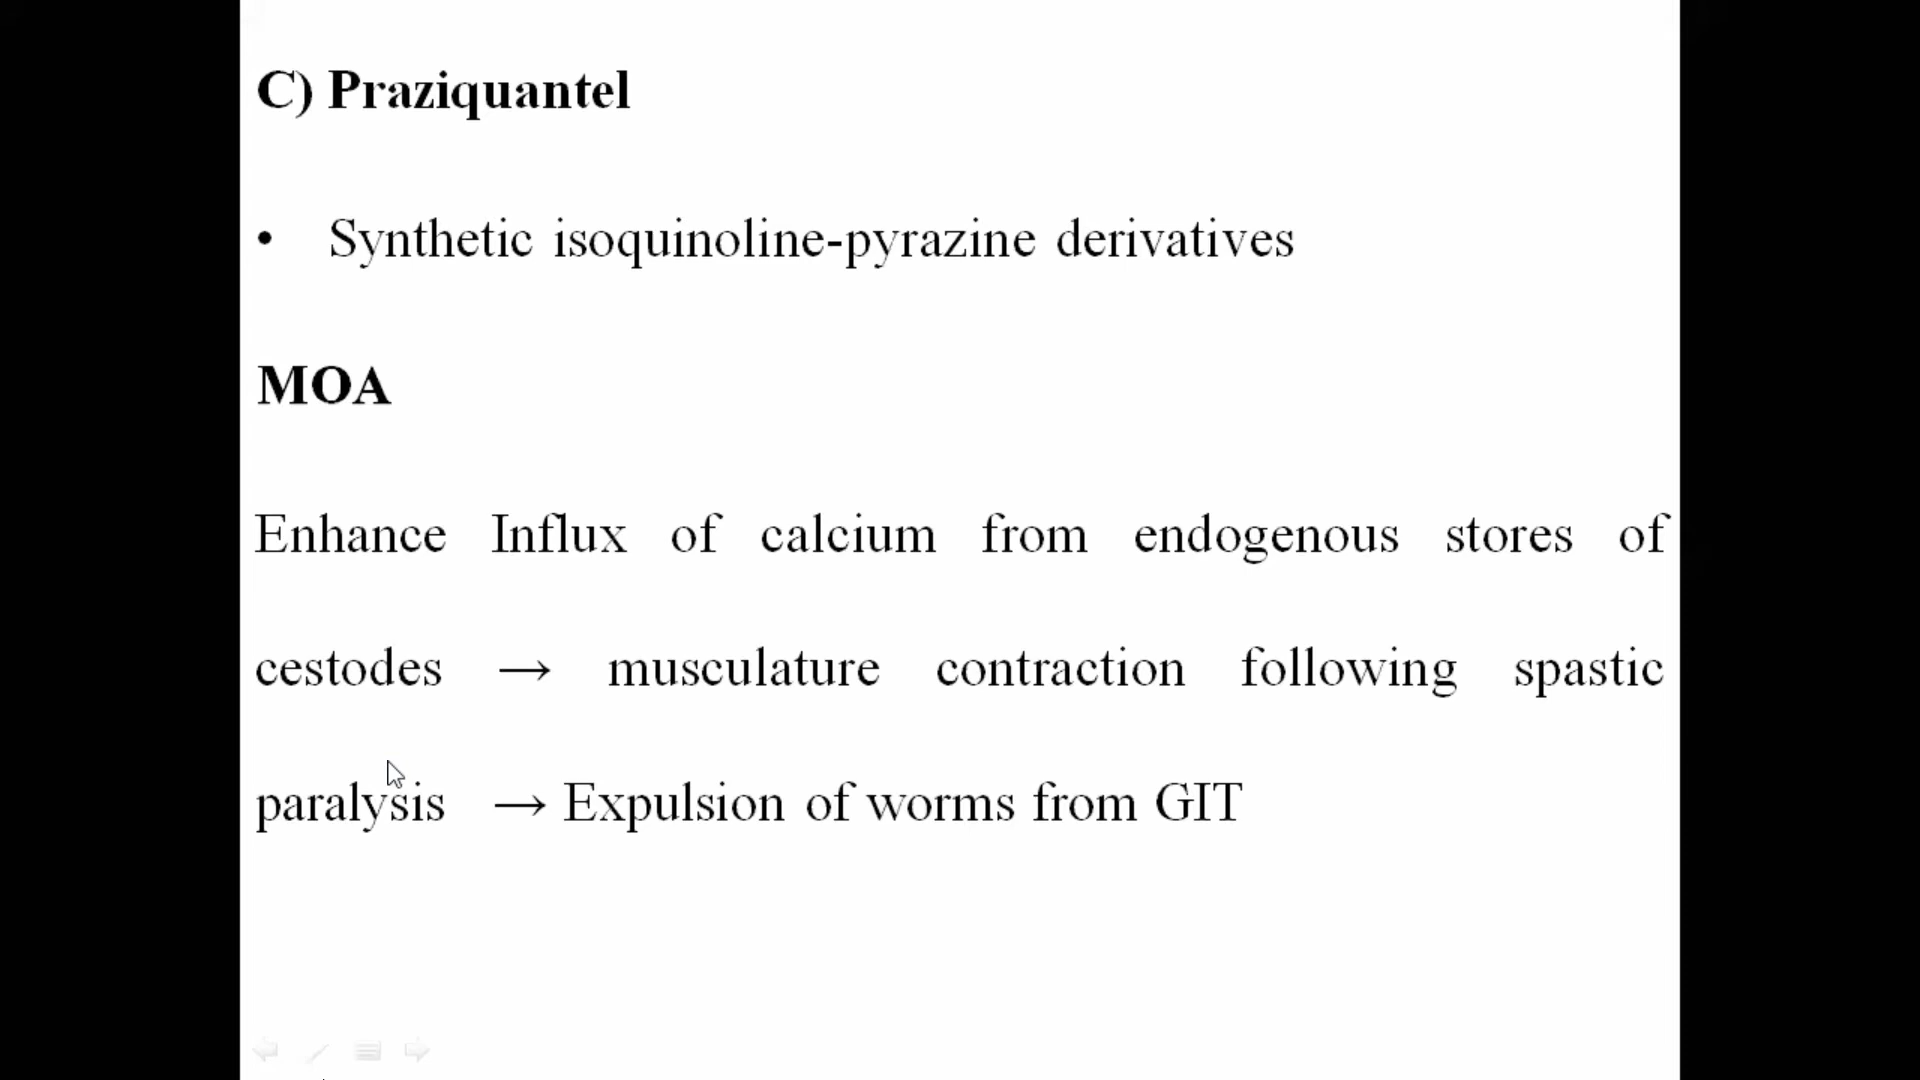 C) Praziquantel
• Synthetic isoquinoline-pyrazine derivatives
MOA
Enhance Influx of calcium from endogenous stores of
cestodes → musculature contraction following spastic
paralysis → Expulsion of worms from GIT